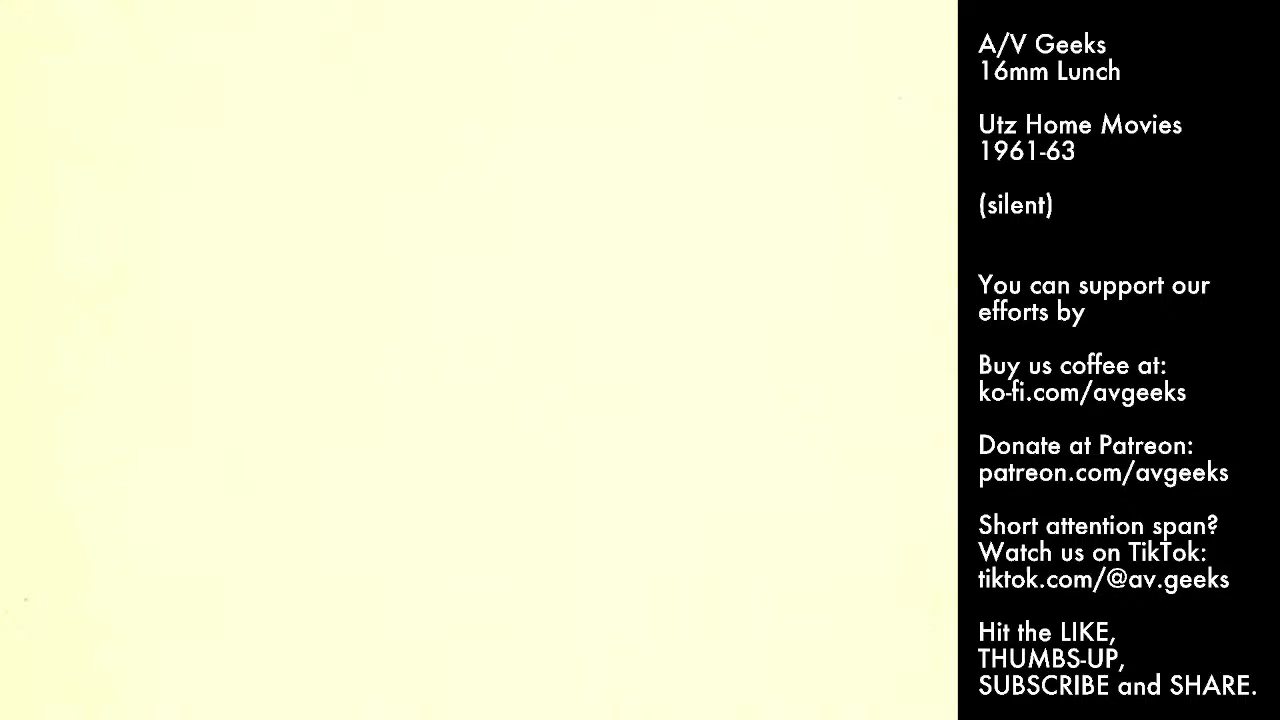 A/V Geeks
16mm Lunch
Utz Home Movies
1961-63
(silent)
You can support our
efforts by
Buy us coffee at:
ko-fi.com/avgeeks
Donate at Patreon:
patreon.com/avgeeks
Short attention span?
Watch us on TikTok:
tiktok.com/@av.geeks
Hit the LIKE,
THUMBS-UP,
SUBSCRIBE and SHARE.